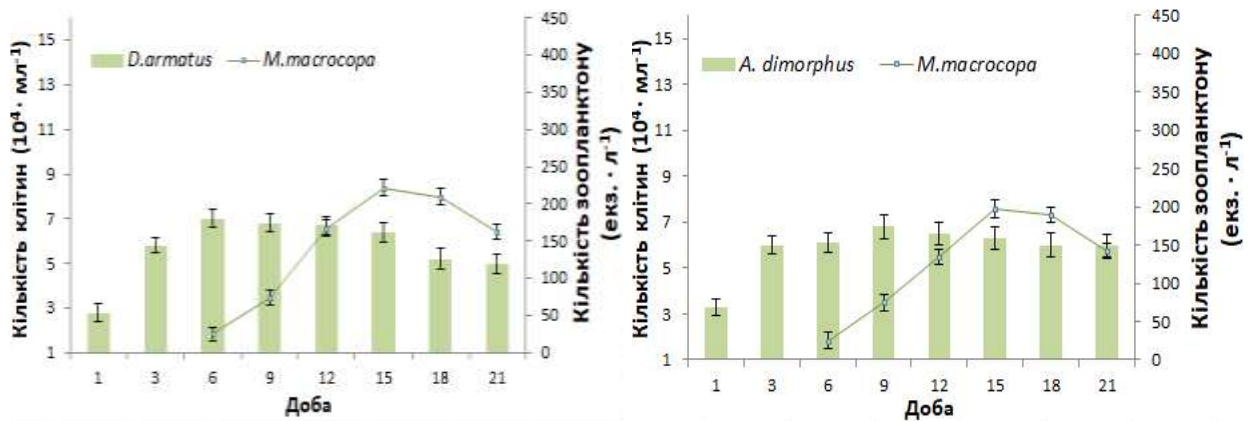 Кількість клітин (10⁴· мл⁻¹)
15
13
11
9
7
5
3
1
D.armatus
M.macrocopa
450
400
350
300
250
200
150
100
50
0
Кількість зоопланктону
(екз. · л⁻¹)
1 3 6 9 12 15 18 21
Доба
Кількість клітин (10⁴· мл⁻¹)
15
13
11
9
7
5
3
1
A. dimorphus
M.macrocopa
450
400
350
300
250
200
150
100
50
0
Кількість зоопланктону
(екз. · л⁻¹)
1 3 6 9 12 15 18 21
Доба